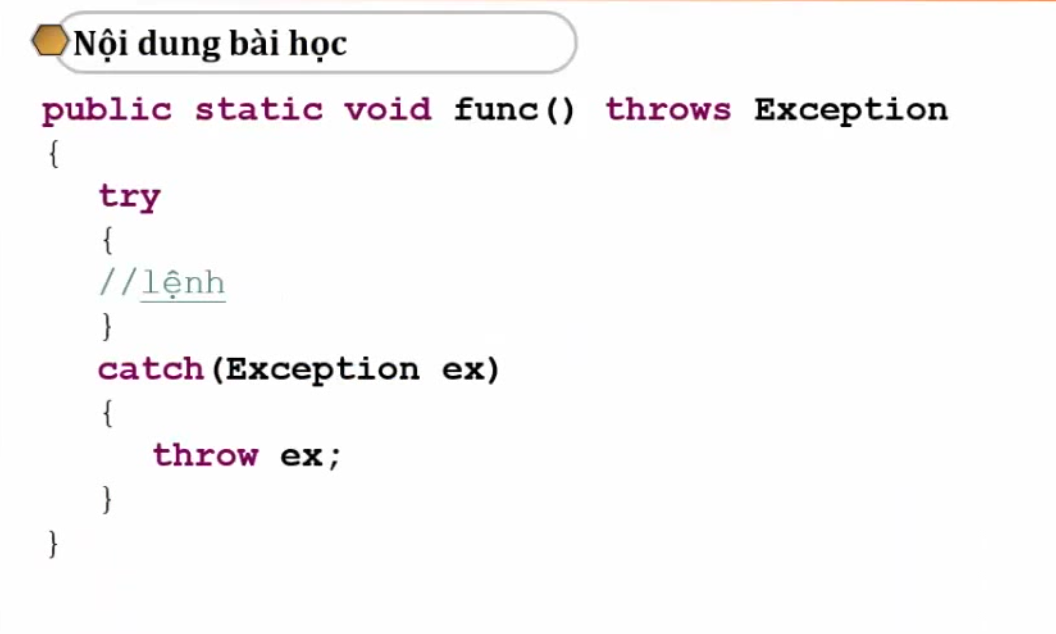 Nội dung bài học
public static void func() throws Exception
{
try
{
//lệnh
}
catch(Exception ex)
{
throw ex;
}
}